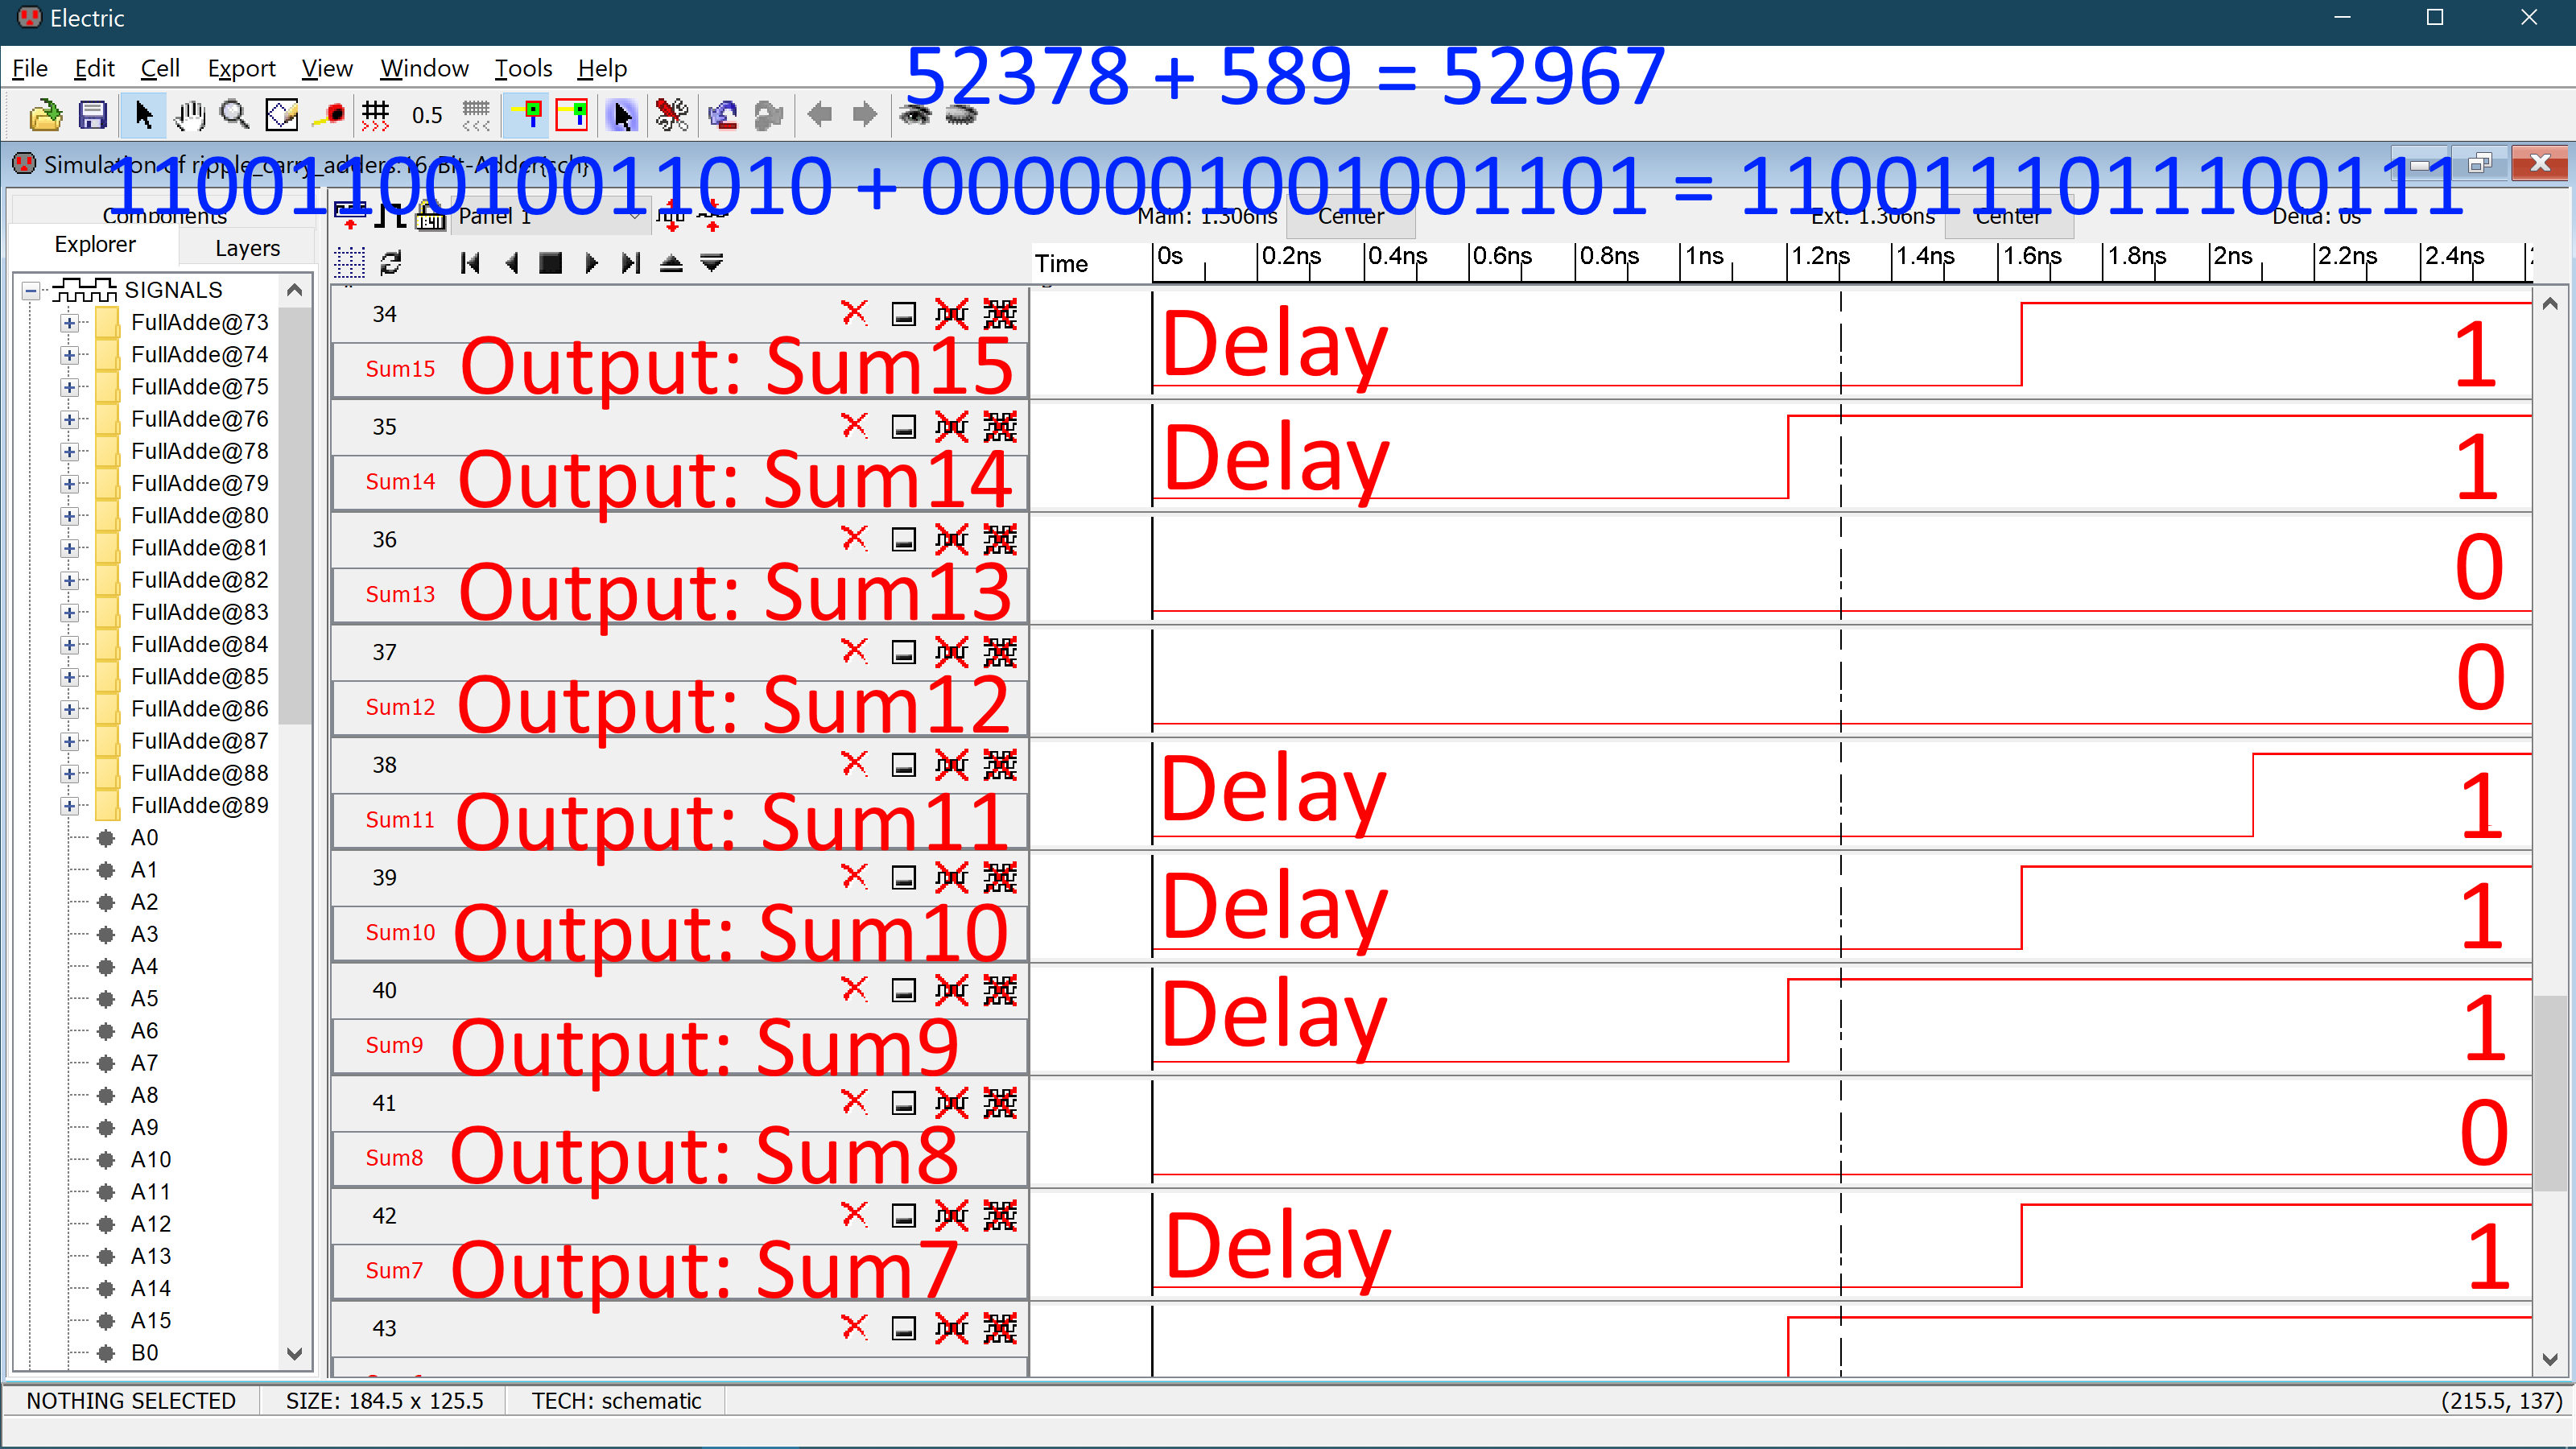 Electric
File Edit Cell Export View Window Tools Help
52378 + 589 = 52967
0.5
Simulation of ripple_carry_adders:16-Bit-Adder{sch}
1100110010011010 + 0000001001001101 = 1100111011100111
Components
Explorer Layers
Panel 1
Main: 1.306ns Center
Ext: 1.306ns Center
Delta: 0s
Time 0s 0.2ns 0.4ns 0.6ns 0.8ns 1ns 1.2ns 1.4ns 1.6ns 1.8ns 2ns 2.2ns 2.4ns
SIGNALS
FullAdde@73
FullAdde@74
FullAdde@75
FullAdde@76
FullAdde@78
FullAdde@79
FullAdde@80
FullAdde@81
FullAdde@82
FullAdde@83
FullAdde@84
FullAdde@85
FullAdde@86
FullAdde@87
FullAdde@88
FullAdde@89
A0
A1
A2
A3
A4
A5
A6
A7
A8
A9
A10
A11
A12
A13
A14
A15
B0
34
Sum15 Output: Sum15 Delay 1
35
Sum14 Output: Sum14 Delay 1
36
Sum13 Output: Sum13 0
37
Sum12 Output: Sum12 0
38
Sum11 Output: Sum11 Delay 1
39
Sum10 Output: Sum10 Delay 1
40
Sum9 Output: Sum9 Delay 1
41
Sum8 Output: Sum8 0
42
Sum7 Output: Sum7 Delay 1
43
NOTHING SELECTED SIZE: 184.5 x 125.5 TECH: schematic (215.5, 137)